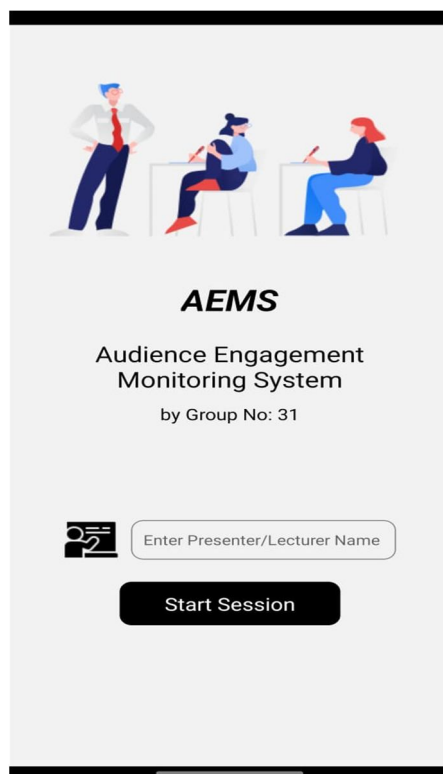 AEMS
Audience Engagement
Monitoring System
by Group No: 31
Enter Presenter/Lecturer Name
Start Session